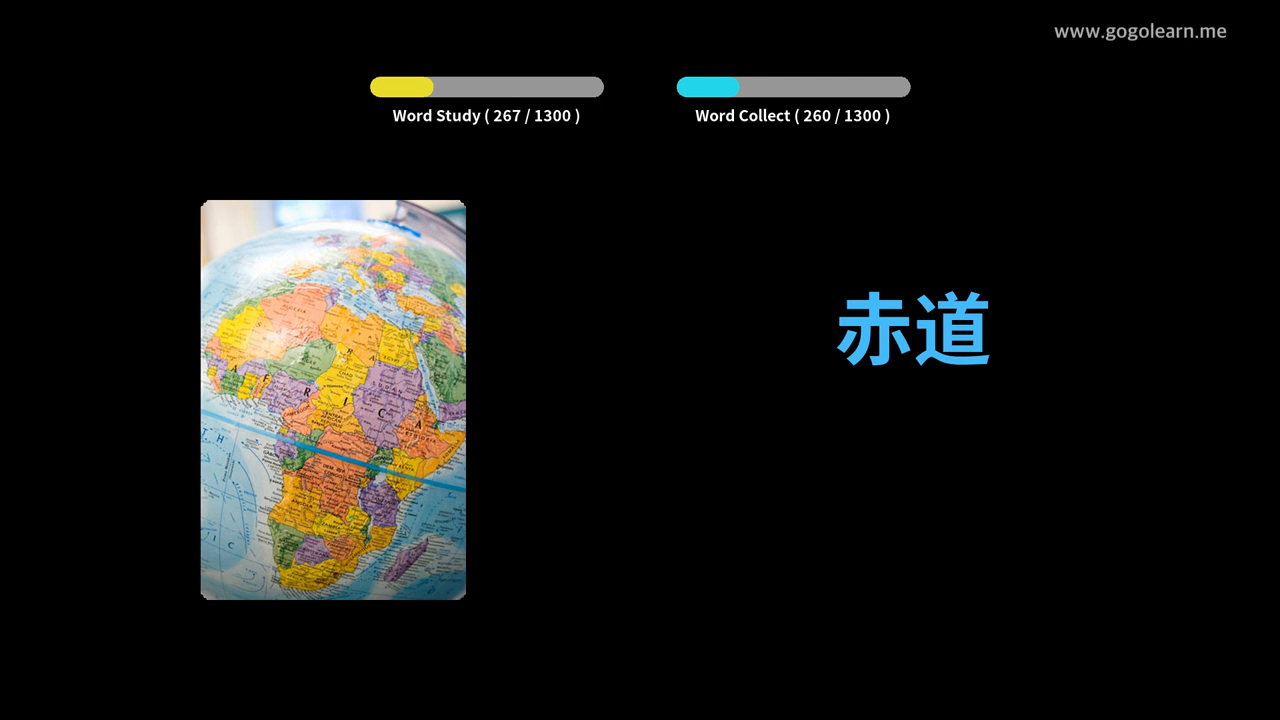 www.gogolearn.me
Word Study ( 267 / 1300 )
Word Collect ( 260 / 1300 )
赤道
A F R I C A